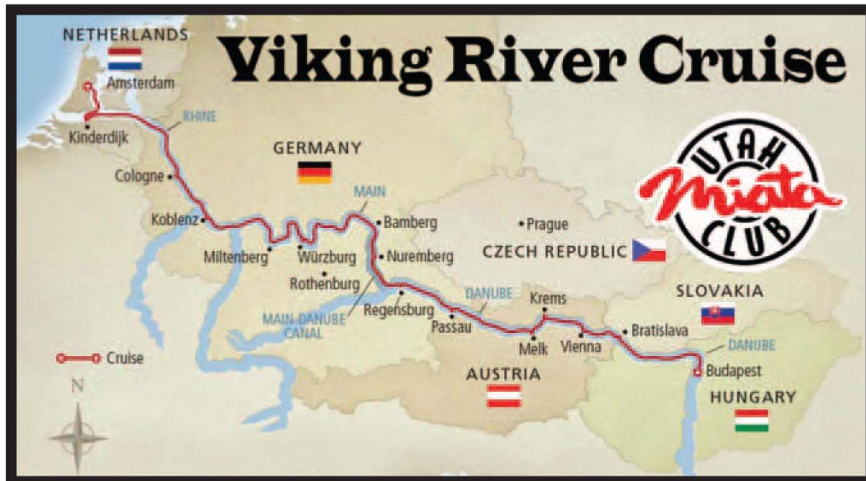 Viking River Cruise
NETHERLANDS
Amsterdam
Kinderdijk
RHINE
GERMANY
Cologne
Koblenz
MAIN
Bamberg
Miltenberg
Würzburg
Nuremberg
Rothenburg
MAIN-DANUBE
CANAL
Regensburg
Prague
CZECH REPUBLIC
UTAH
Miata
CLUB
DANUBE
Passau
Krems
Melk
Vienna
SLOVAKIA
Bratislava
AUSTRIA
DANUBE
Budapest
HUNGARY
Cruise
N